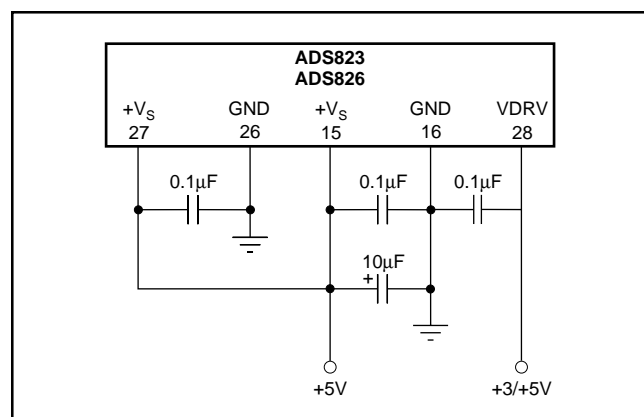 ADS823
ADS826
+VS GND +VS GND VDRV
27 26 15 16 28
0.1µF 0.1µF 0.1µF
10µF
+
+5V +3/+5V